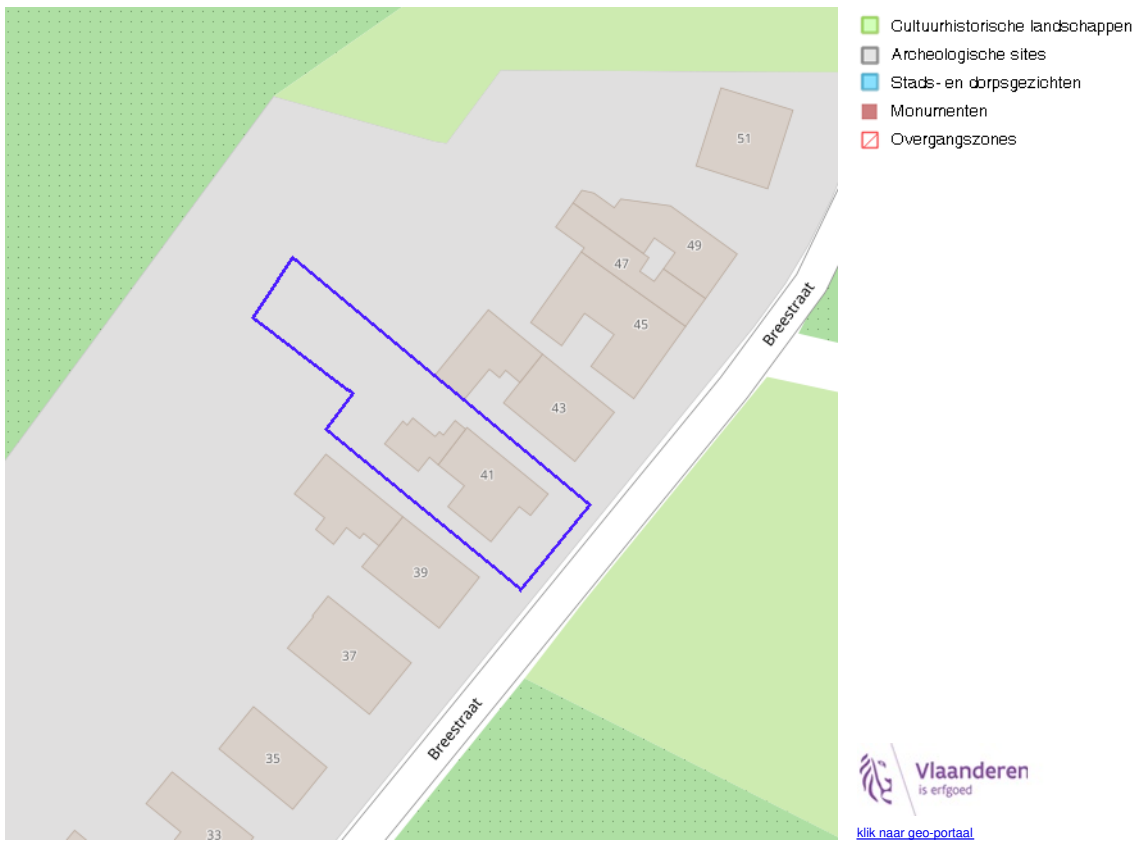 Cultuurhistorische landschappen
Archeologische sites
Stads- en dorpsgezichten
Monumenten
Overgangszones
51
49
47
45
Breestraat
43
41
39
37
Breestraat
35
33
Vlaanderen
is erfgoed
klik naar geo-portaal